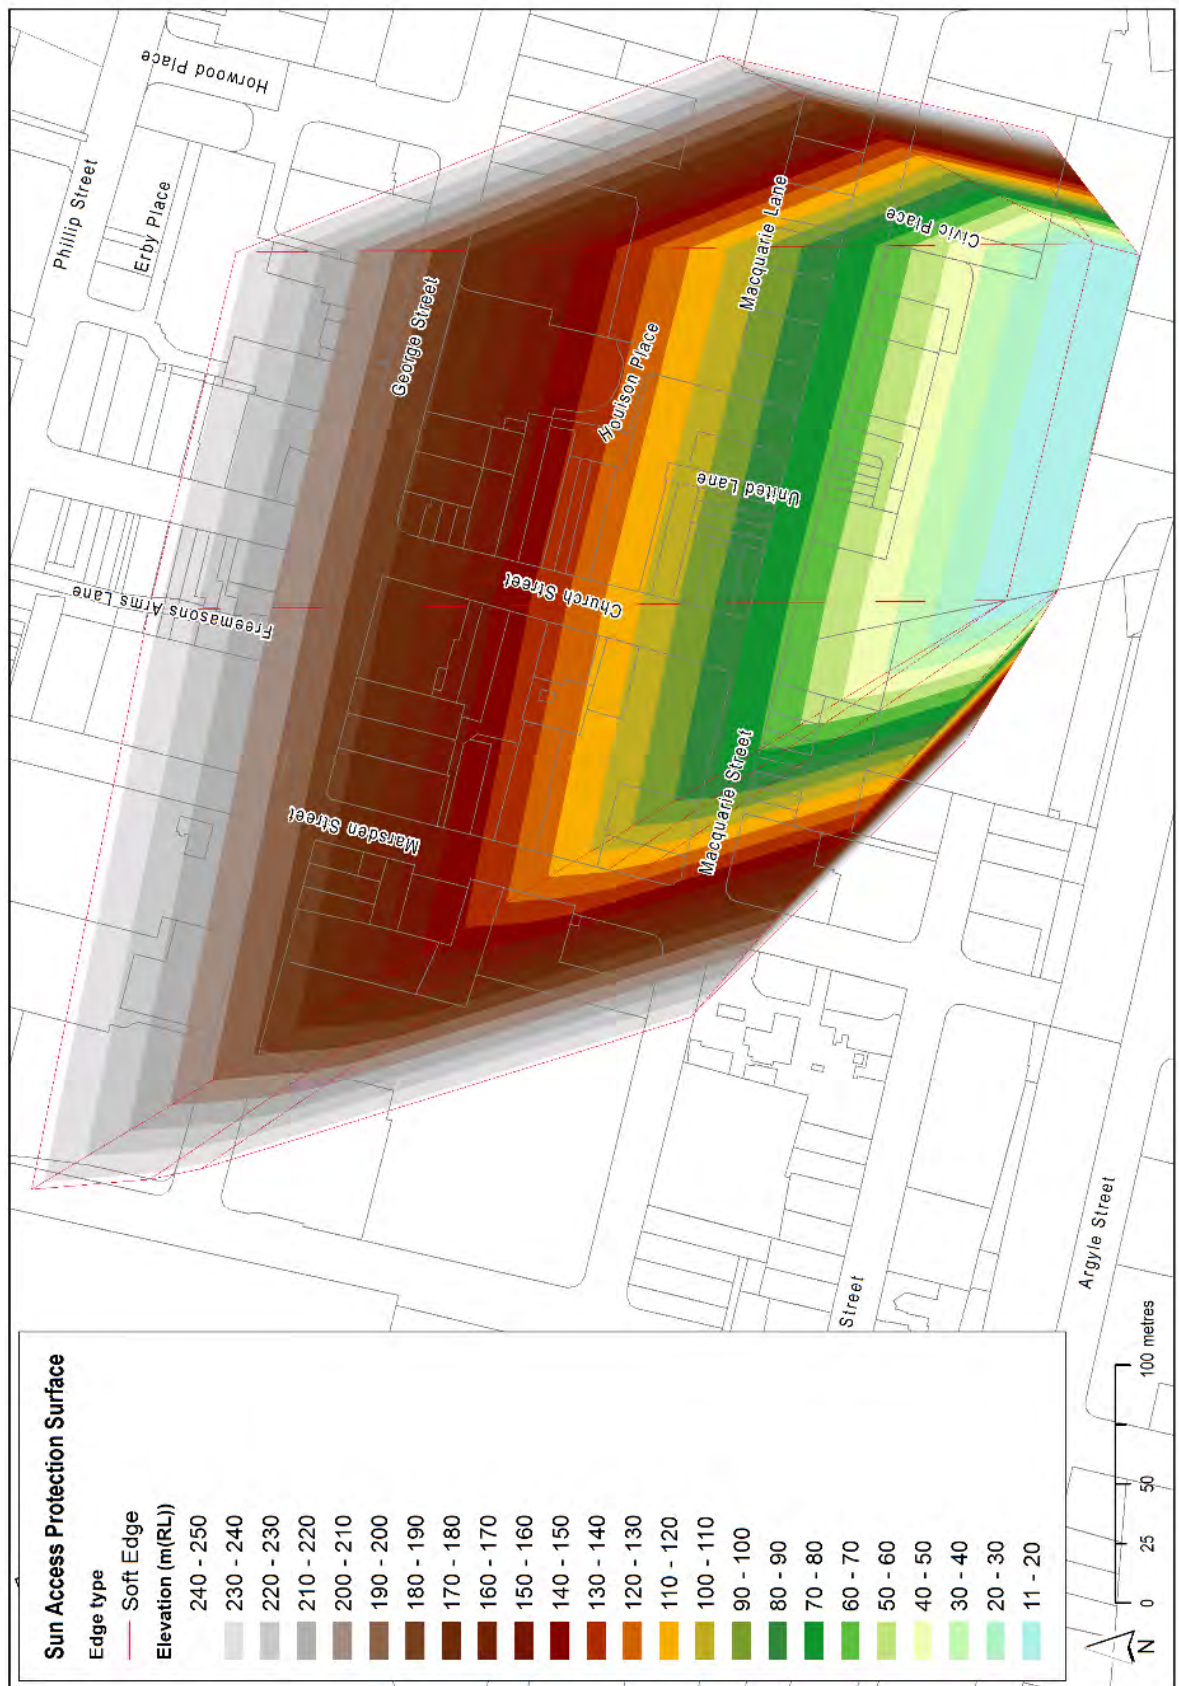 Horwood Place
Phillip Street
Erby Place
George Street
Macquarie Lane
Civic Place
Houison Place
United Lane
Freemasons Arms Lane
Church Street
Marsden Street
Macquarie Street
Street
Argyle Street
Sun Access Protection Surface
Edge type
Soft Edge
Elevation (m(RL))
240 - 250
230 - 240
220 - 230
210 - 220
200 - 210
190 - 200
180 - 190
170 - 180
160 - 170
150 - 160
140 - 150
130 - 140
120 - 130
110 - 120
100 - 110
90 - 100
80 - 90
70 - 80
60 - 70
50 - 60
40 - 50
30 - 40
20 - 30
11 - 20
N
0 25 50 100 metres